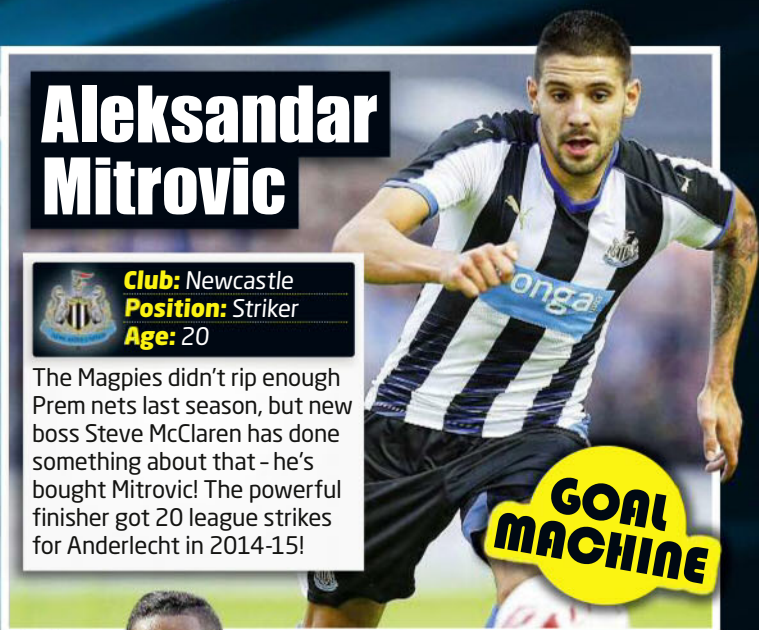 Aleksandar
Mitrovic
Club: Newcastle
Position: Striker
Age: 20
The Magpies didn't rip enough
Prem nets last season, but new
boss Steve McClaren has done
something about that – he's
bought Mitrovic! The powerful
finisher got 20 league strikes
for Anderlecht in 2014-15!
onga
GOAL
MACHINE